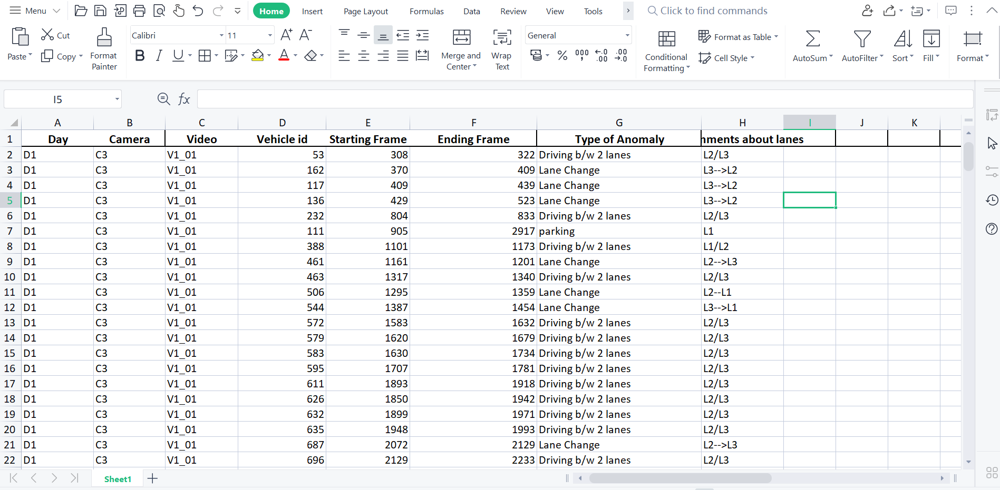 Menu Home Insert Page Layout Formulas Data Review View Tools Click to find commands
Paste Cut Copy Format Painter Calibri 11 A+ A- B I U A Merge and Center Wrap Text General % 000 Conditional Formatting Format as Table Cell Style AutoSum AutoFilter Sort Fill Format
I5 fx
A B C D E F G H I J K
1 Day Camera Video Vehicle id Starting Frame Ending Frame Type of Anomaly nments about lanes
2 D1 C3 V1_01 53 308 322 Driving b/w 2 lanes L2/L3
3 D1 C3 V1_01 162 370 409 Lane Change L3-->L2
4 D1 C3 V1_01 117 409 439 Lane Change L3-->L2
5 D1 C3 V1_01 136 429 523 Lane Change L3-->L2
6 D1 C3 V1_01 232 804 833 Driving b/w 2 lanes L2/L3
7 D1 C3 V1_01 111 905 2917 parking L1
8 D1 C3 V1_01 388 1101 1173 Driving b/w 2 lanes L1/L2
9 D1 C3 V1_01 461 1161 1201 Lane Change L2-->L3
10 D1 C3 V1_01 463 1317 1340 Driving b/w 2 lanes L2/L3
11 D1 C3 V1_01 506 1295 1359 Lane Change L2--L1
12 D1 C3 V1_01 544 1387 1454 Lane Change L3-->L1
13 D1 C3 V1_01 572 1583 1632 Driving b/w 2 lanes L2/L3
14 D1 C3 V1_01 579 1620 1679 Driving b/w 2 lanes L2/L3
15 D1 C3 V1_01 583 1630 1734 Driving b/w 2 lanes L2/L3
16 D1 C3 V1_01 595 1707 1781 Driving b/w 2 lanes L2/L3
17 D1 C3 V1_01 611 1893 1918 Driving b/w 2 lanes L2/L3
18 D1 C3 V1_01 626 1850 1942 Driving b/w 2 lanes L2/L3
19 D1 C3 V1_01 632 1899 1971 Driving b/w 2 lanes L2/L3
20 D1 C3 V1_01 635 1948 1993 Driving b/w 2 lanes L2/L3
21 D1 C3 V1_01 687 2072 2129 Lane Change L2-->L3
22 D1 C3 V1_01 696 2129 2233 Driving b/w 2 lanes L2/L3
Sheet1